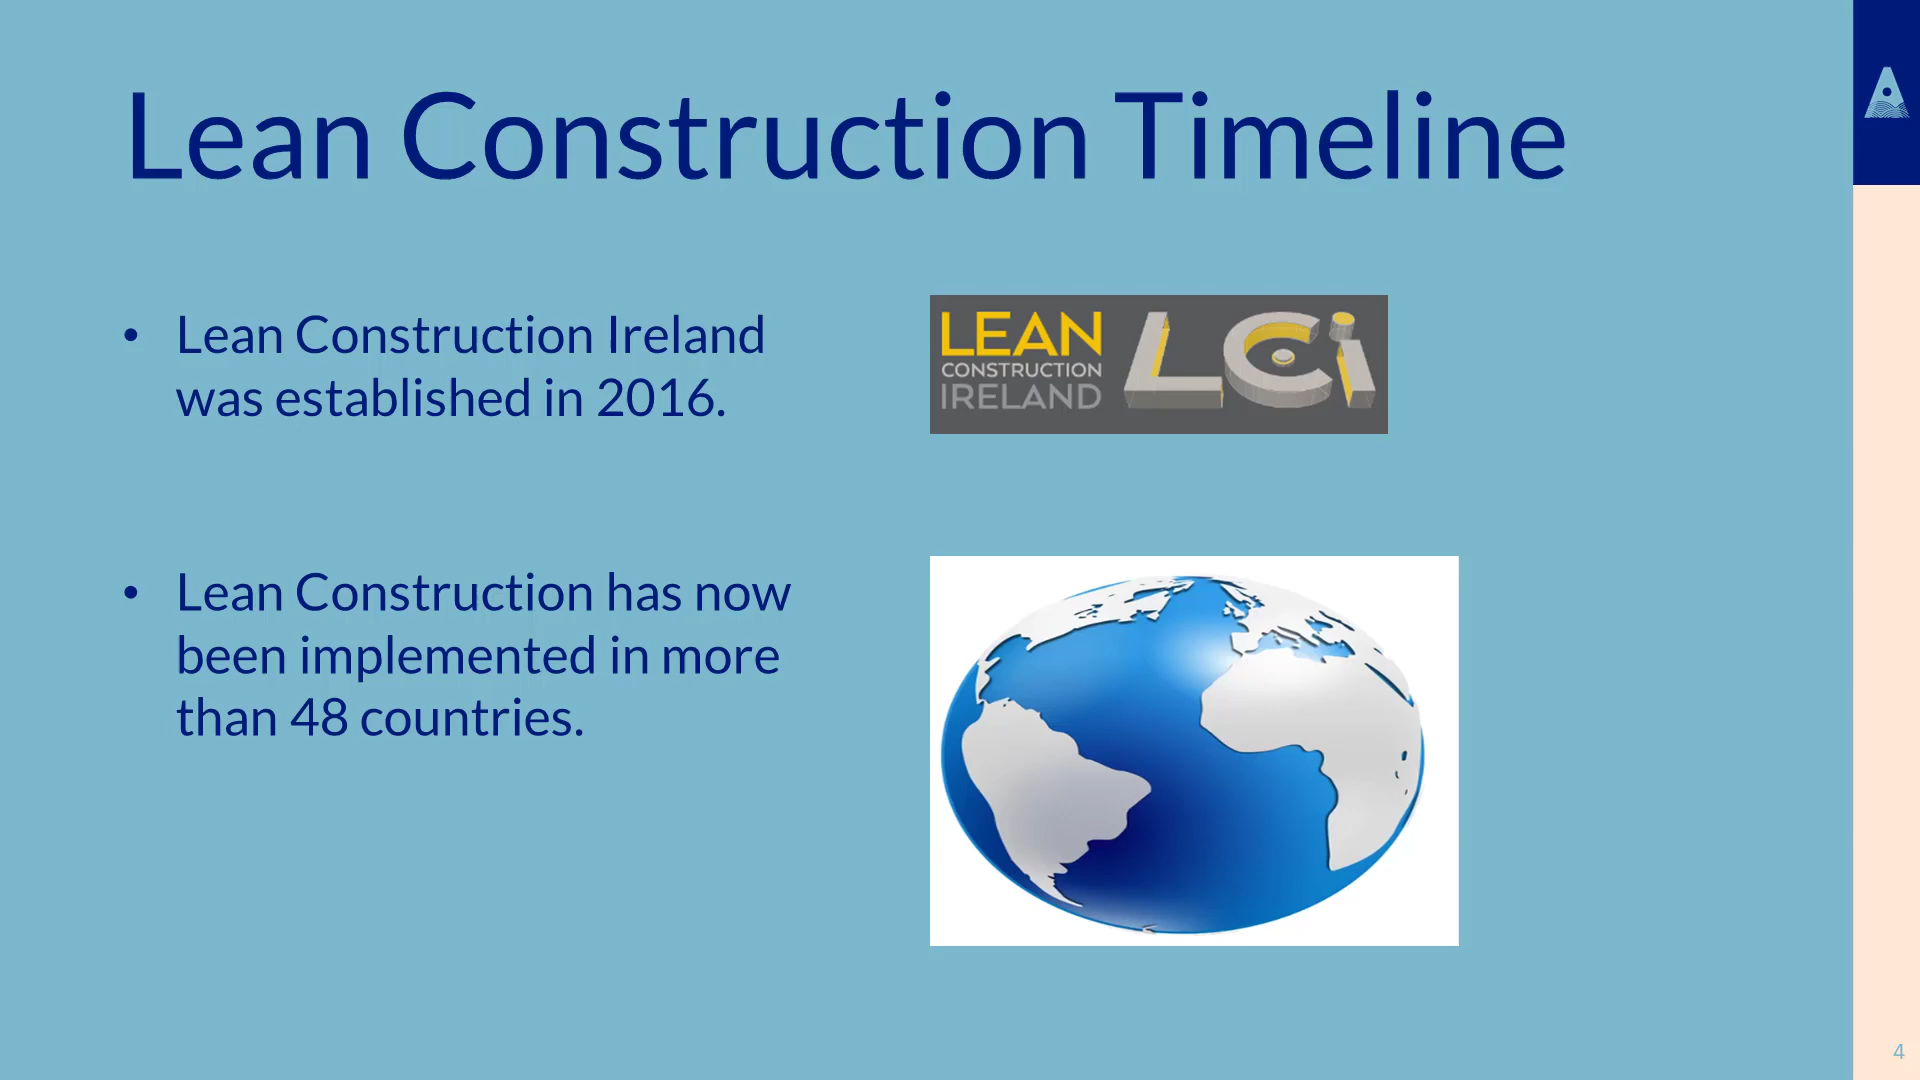 Lean Construction Timeline
• Lean Construction Ireland
was established in 2016.
LEAN
CONSTRUCTION
IRELAND
LCi
• Lean Construction has now
been implemented in more
than 48 countries.
4